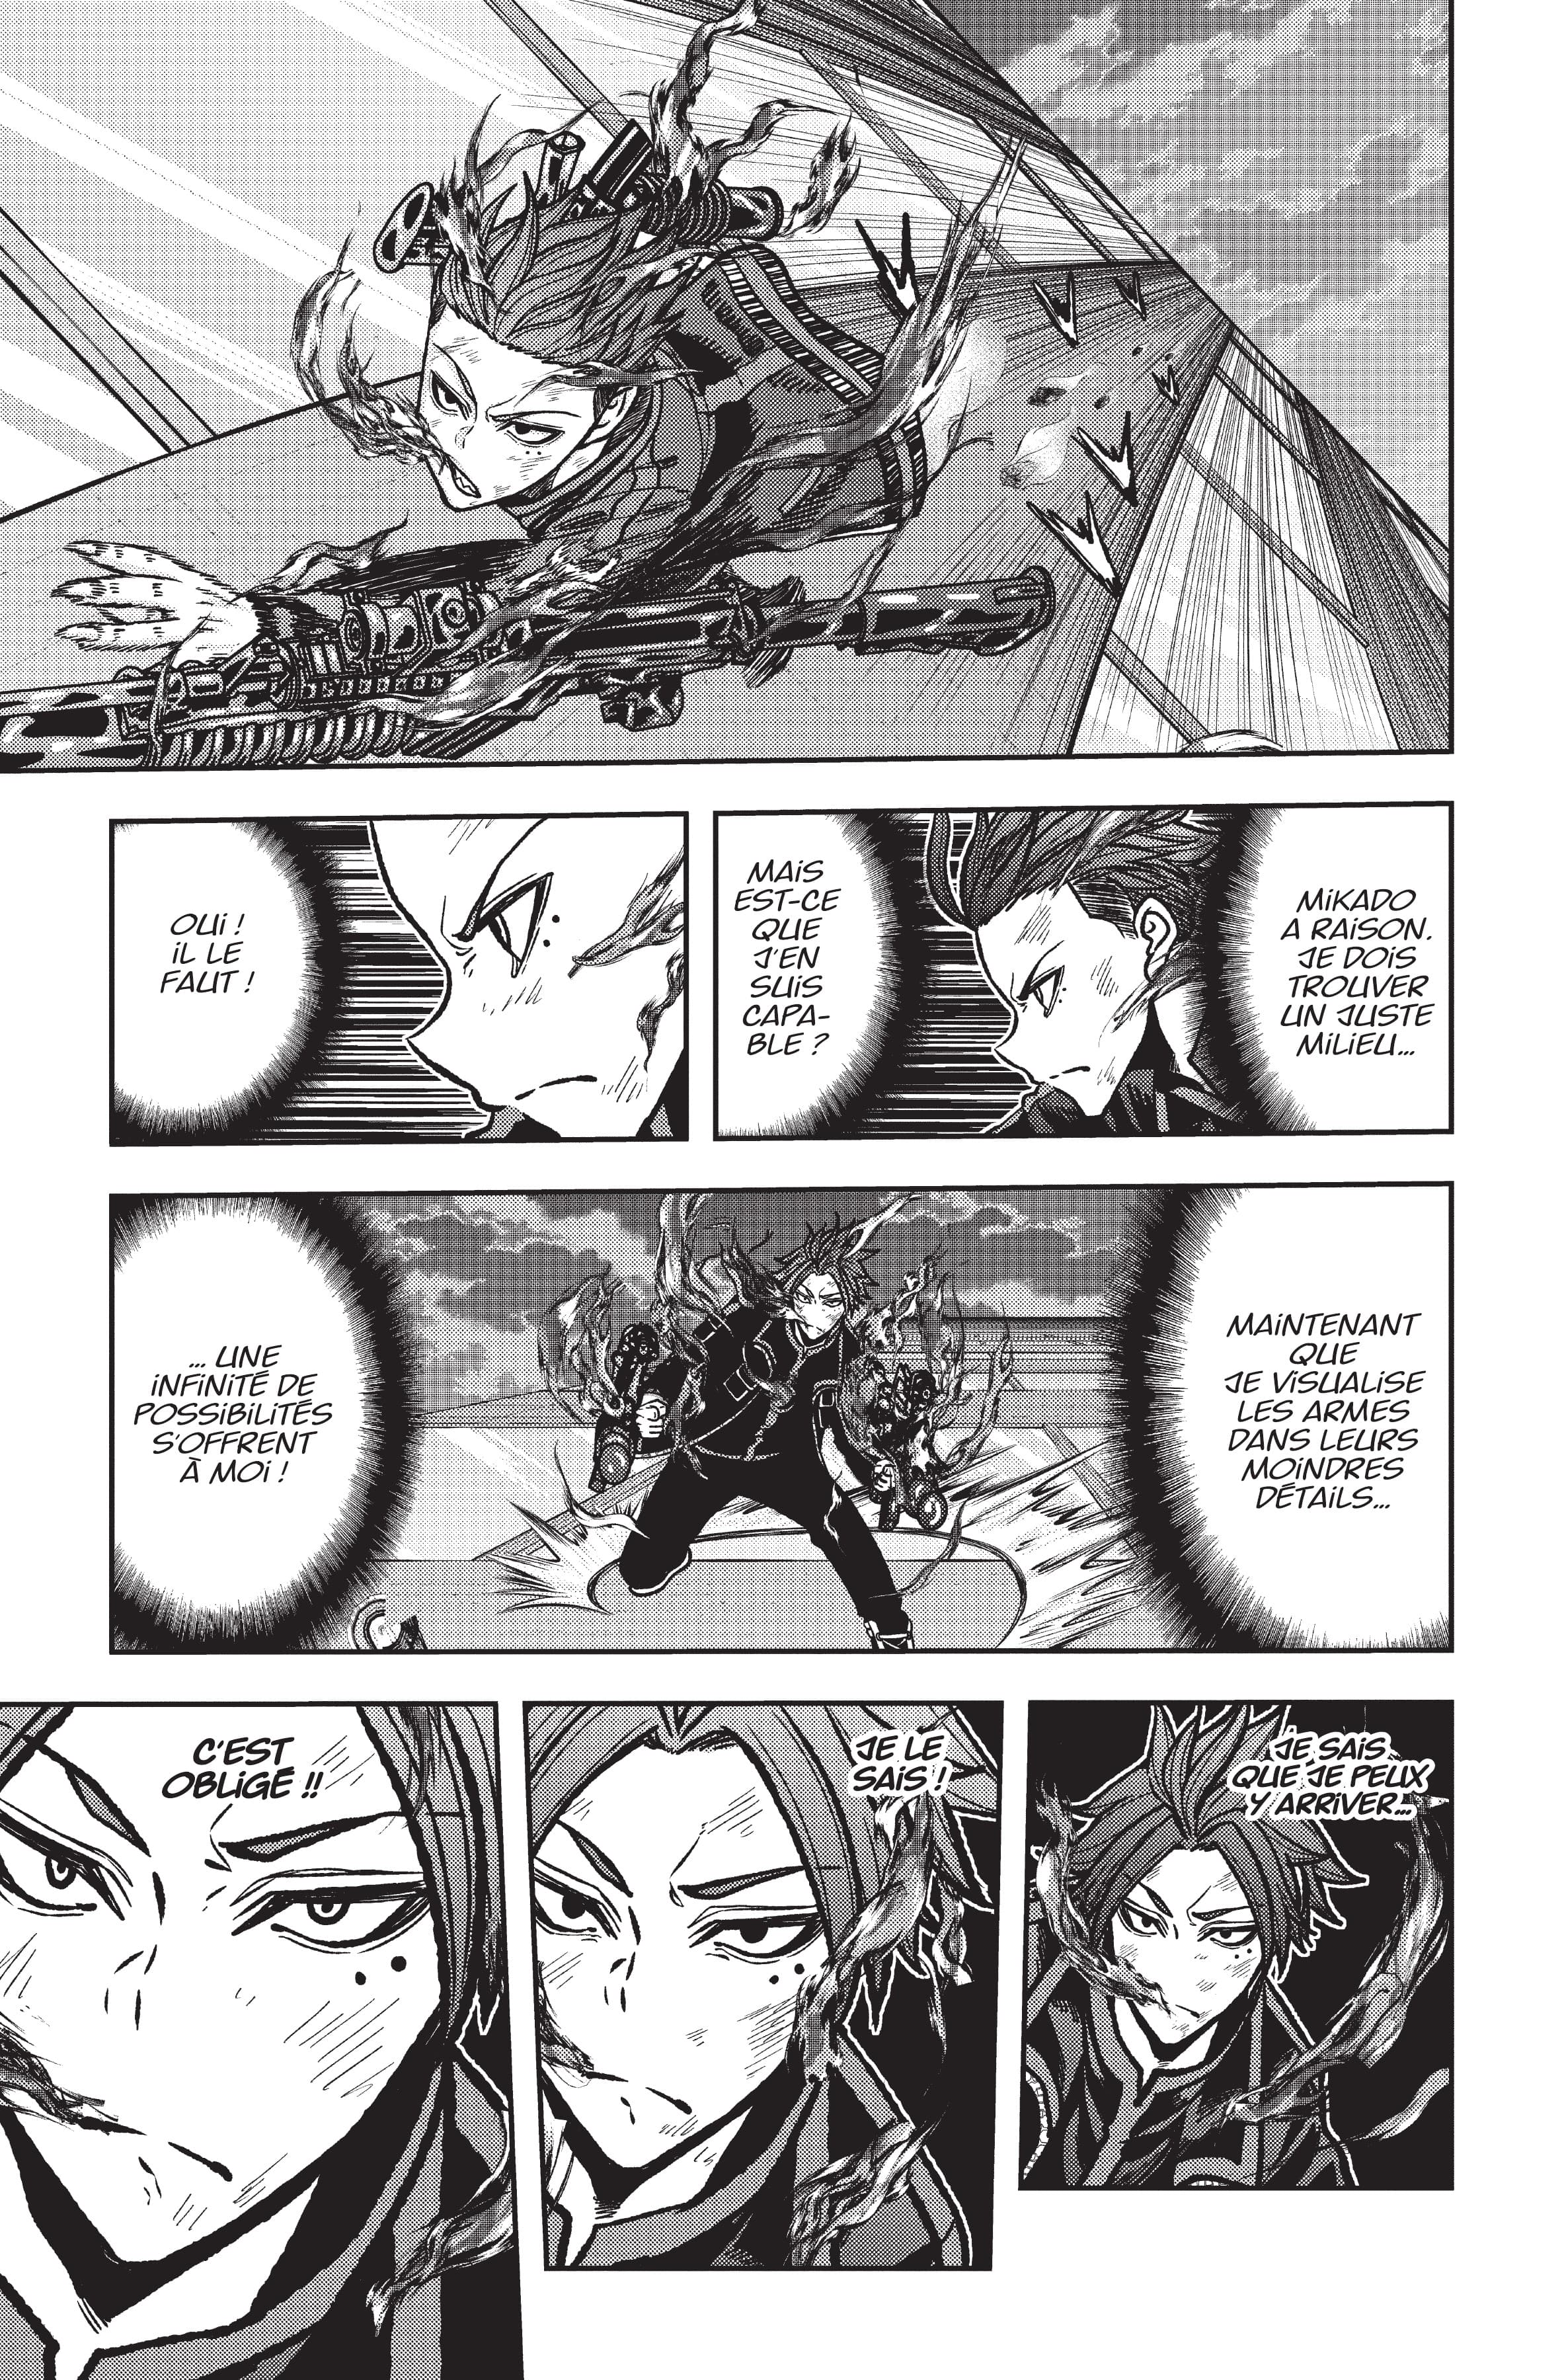 MIKADO
A RAISON.
JE DOIS
TROUVER
UN JUSTE
MILIEU...
MAIS
EST-CE
QUE
J'EN
SUIS
CAPA-
BLE ?
OUI !
IL LE
FAUT !
MAINTENANT
QUE
JE VISUALISE
LES ARMES
DANS LEURS
MOINDRES
DÉTAILS...
... UNE
INFINITÉ DE
POSSIBILITÉS
S'OFFRENT
À MOI !
JE SAIS
QUE JE PEUX
Y ARRIVER...
JE LE
SAIS !
C'EST
OBLIGÉ !!